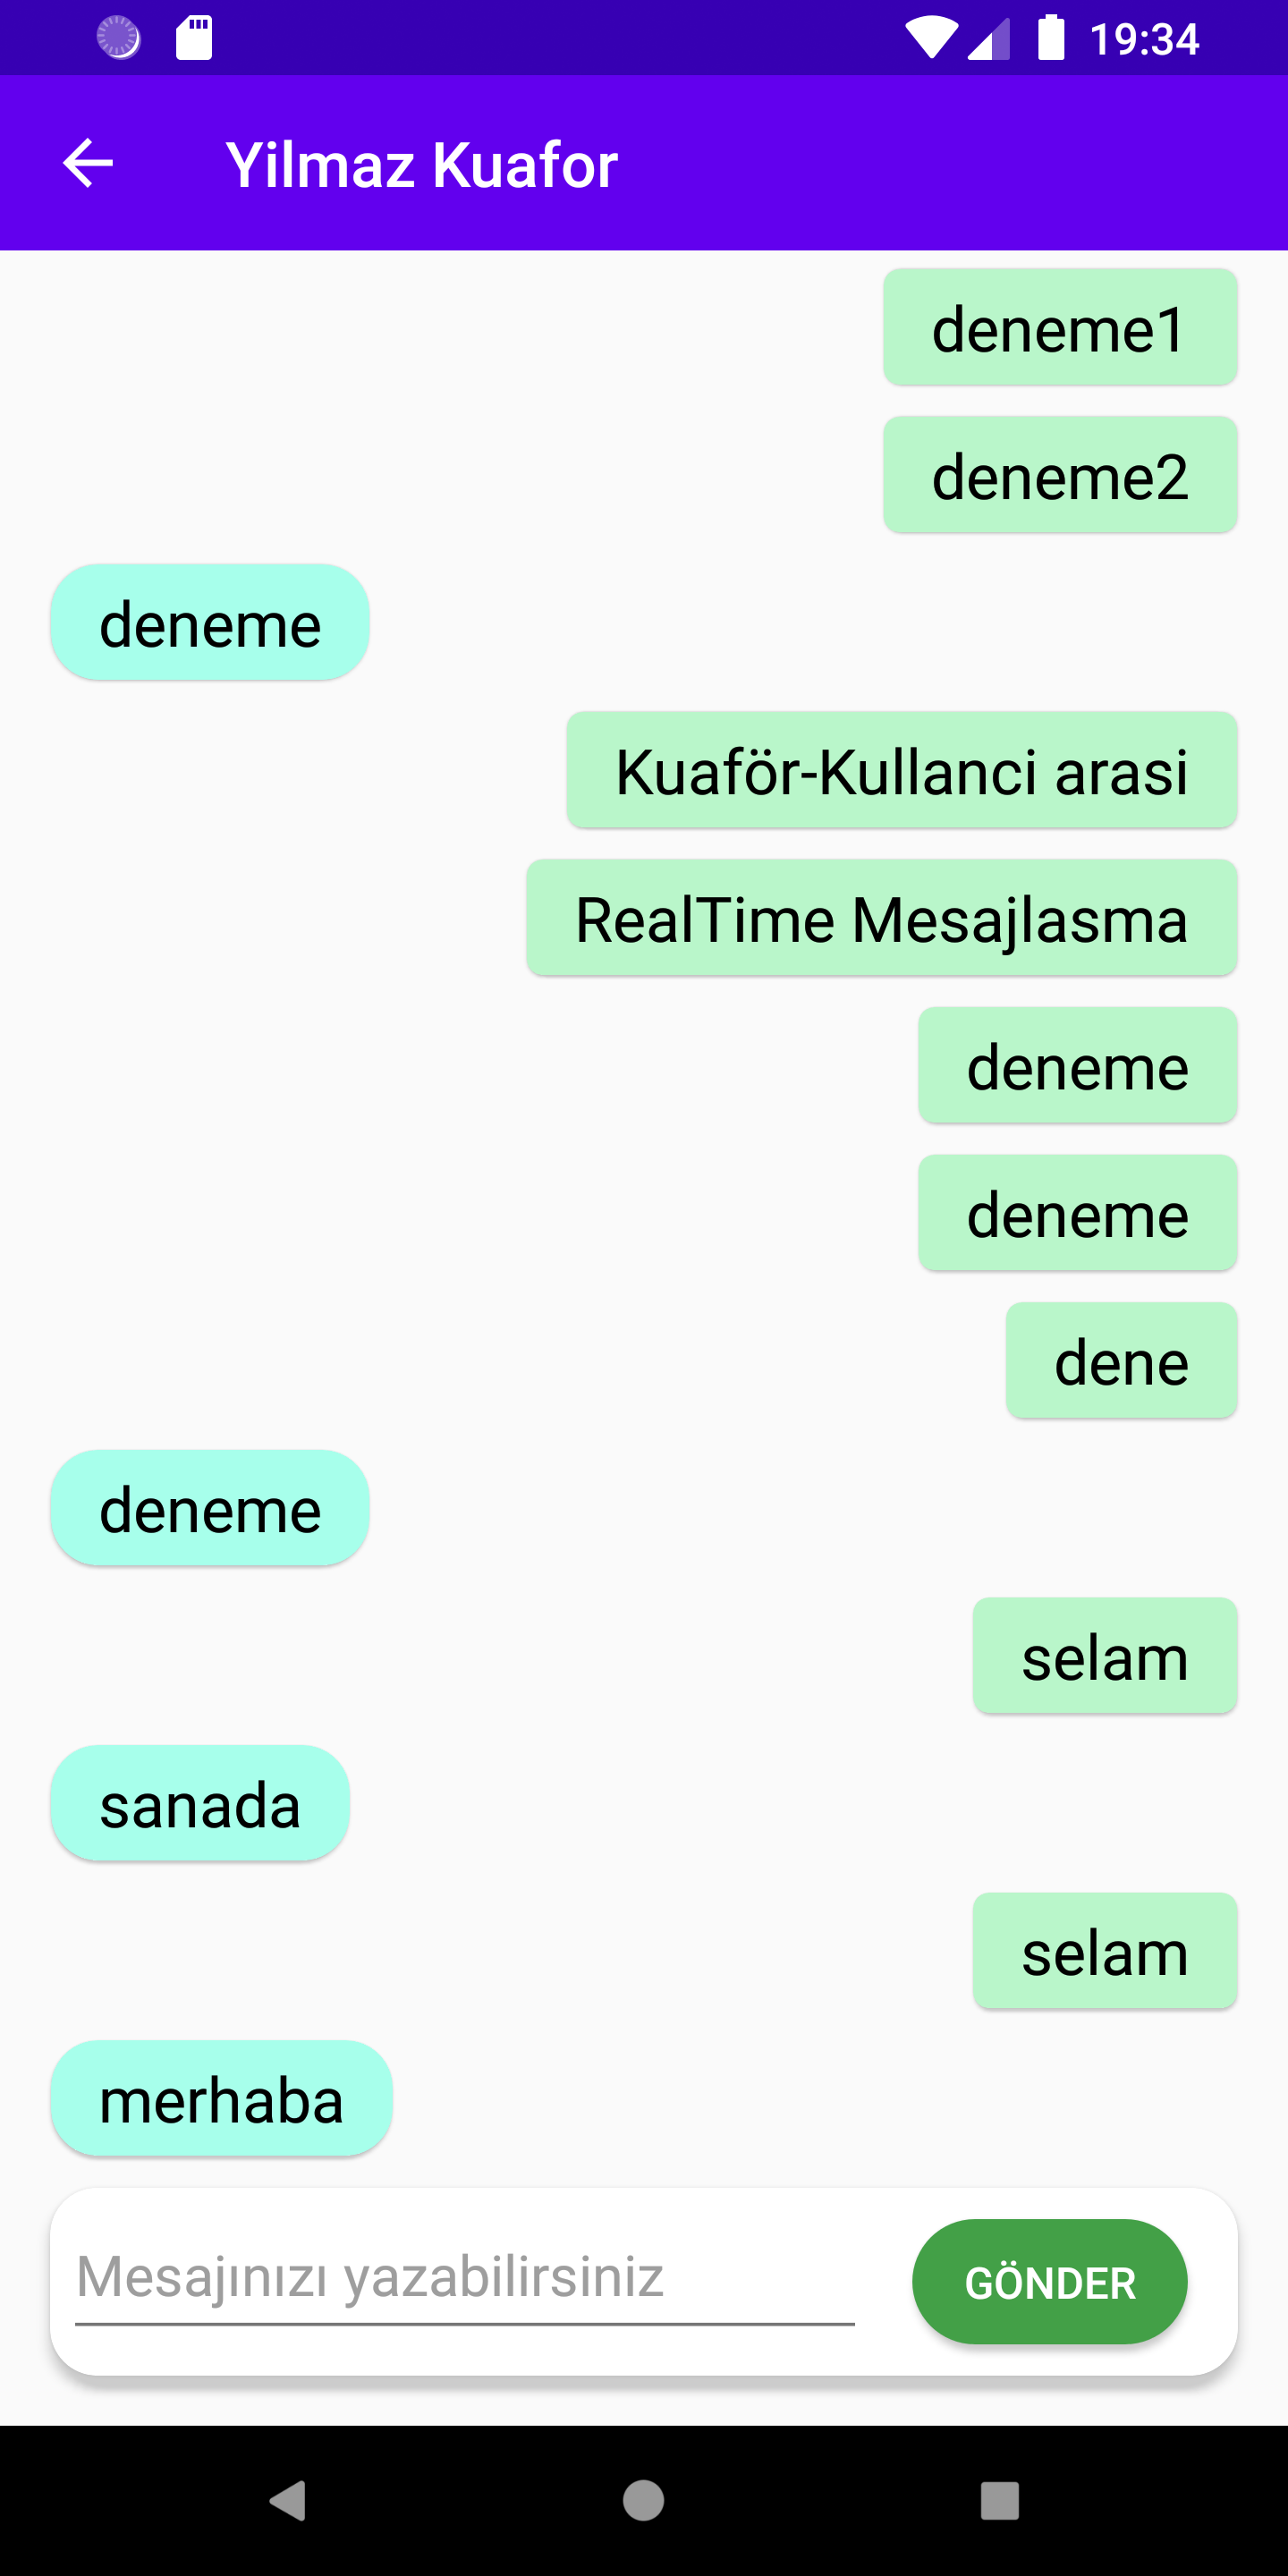 19:34
Yilmaz Kuafor
deneme1
deneme2
deneme
Kuaför-Kullanci arasi
RealTime Mesajlasma
deneme
deneme
dene
deneme
selam
sanada
selam
merhaba
Mesajınızı yazabilirsiniz
GÖNDER